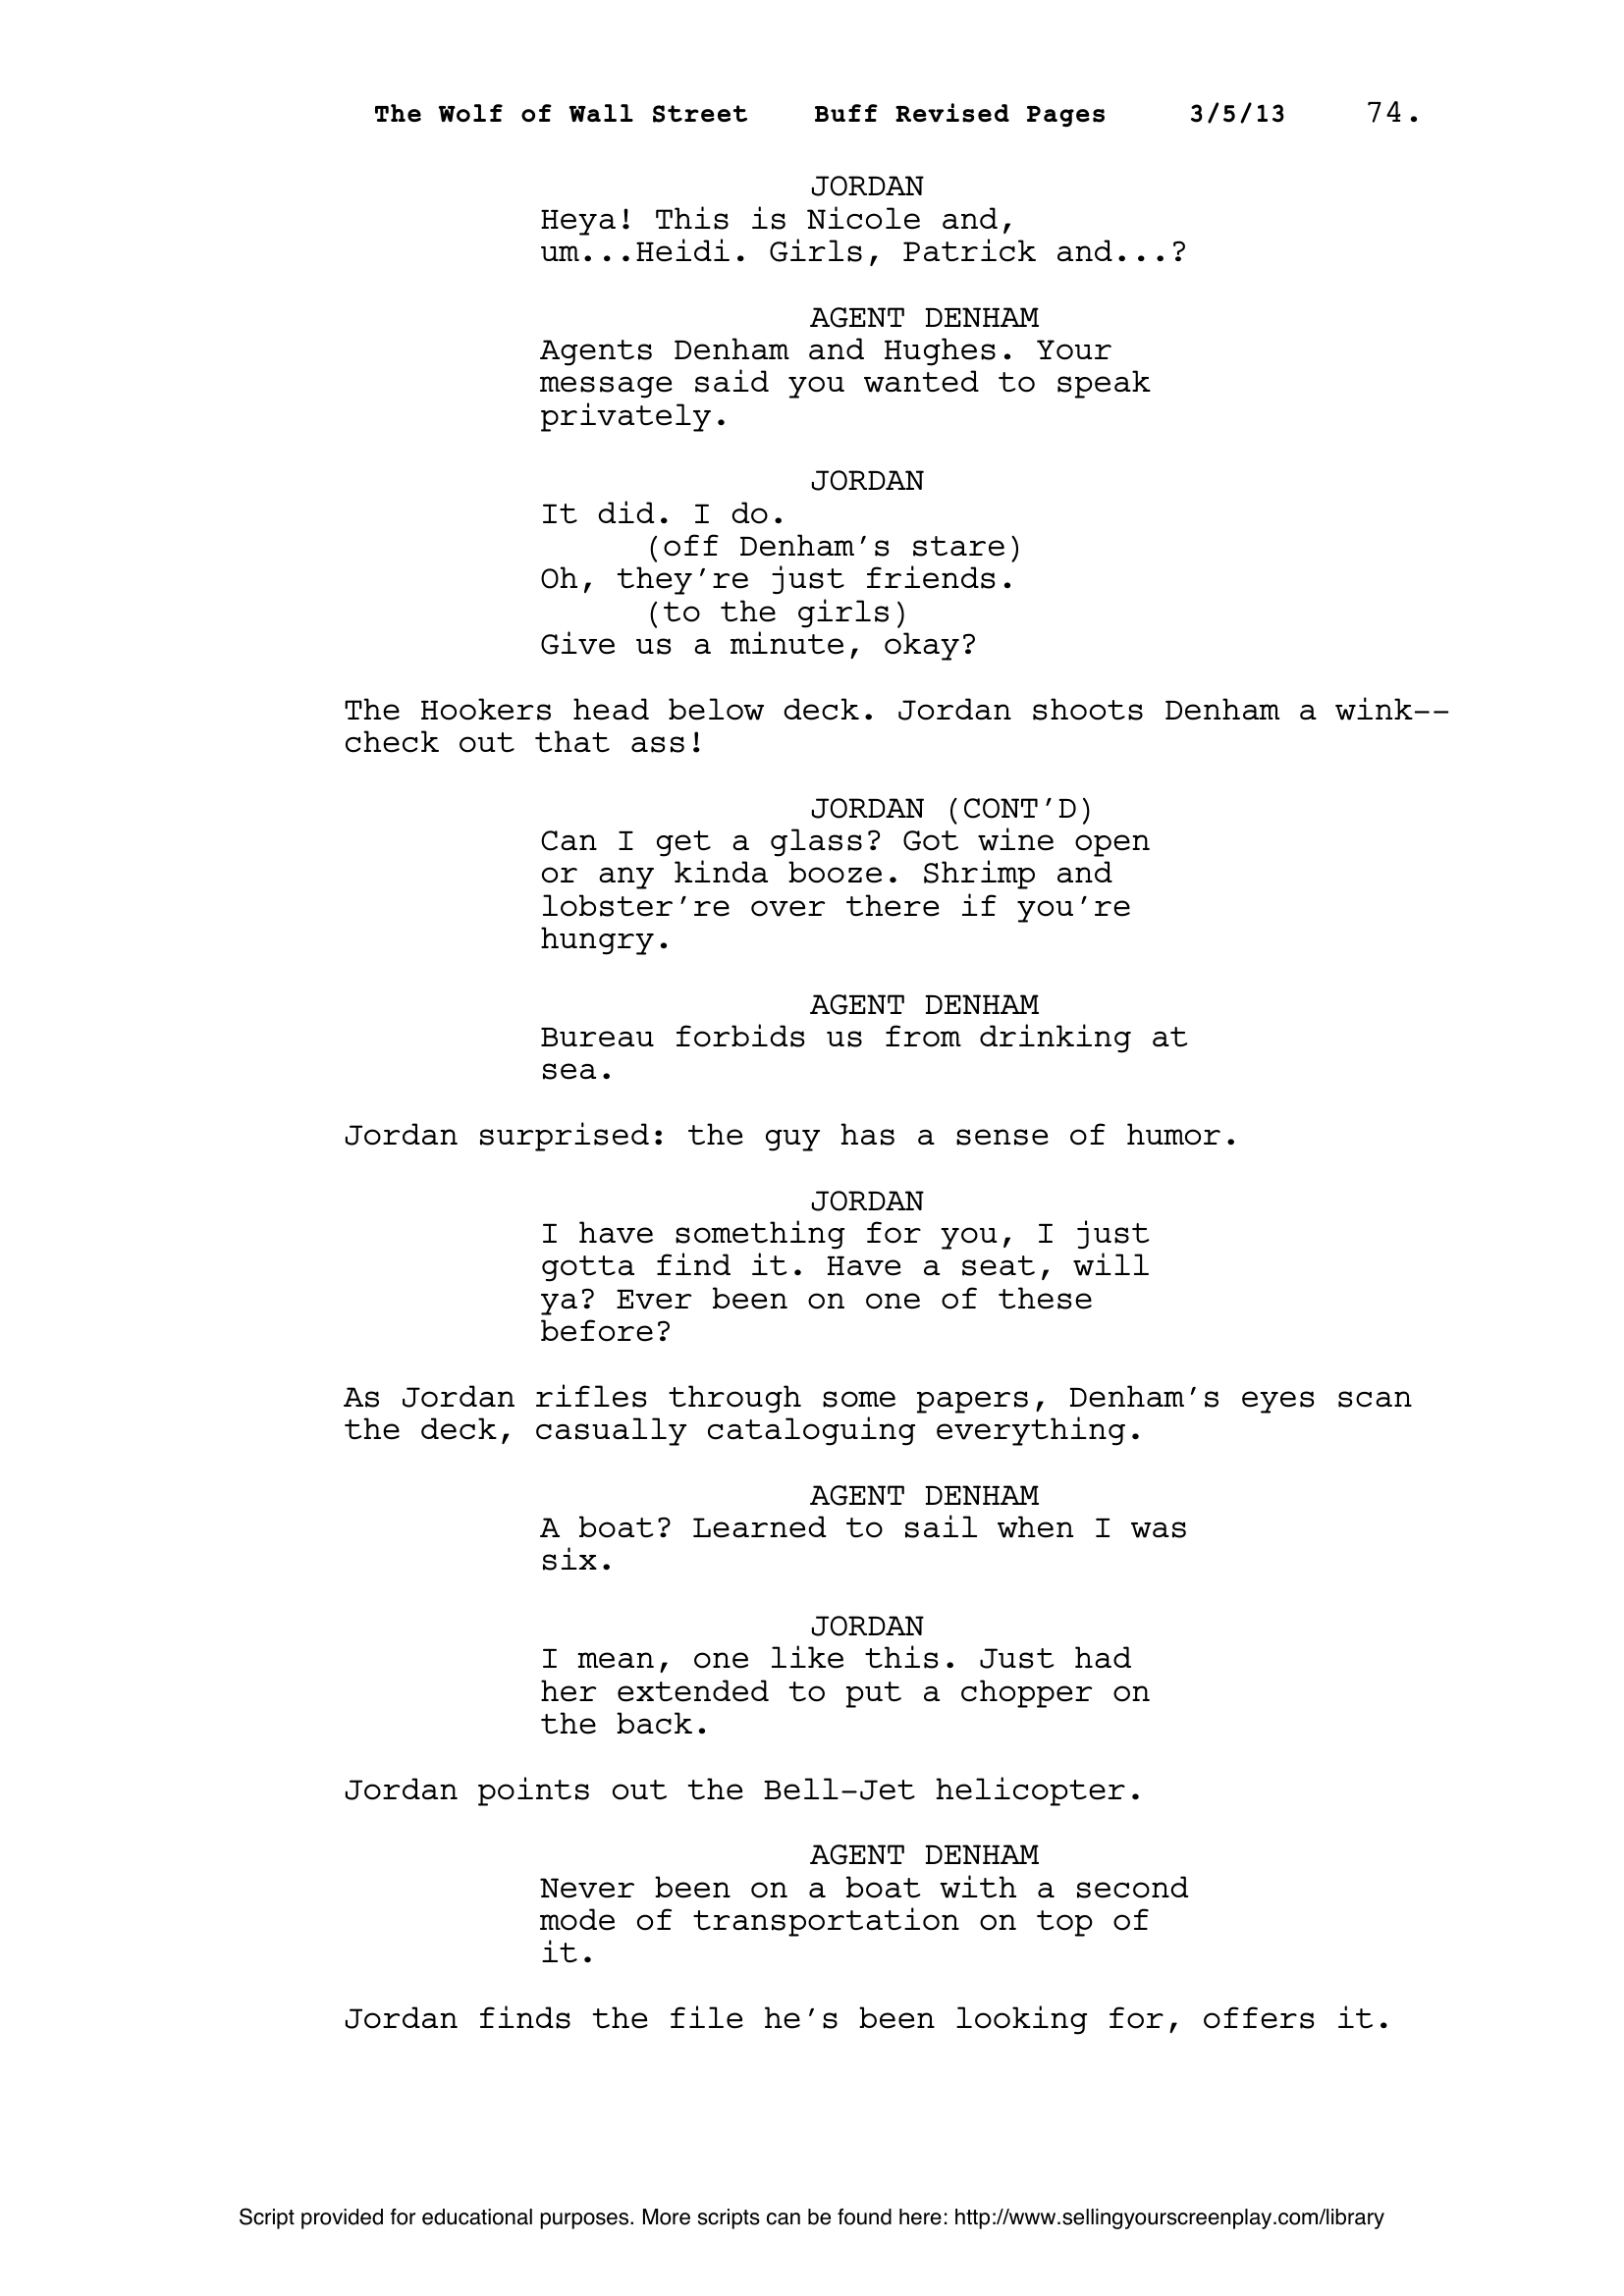 The Wolf of Wall Street Buff Revised Pages 3/5/13 74.
JORDAN
Heya! This is Nicole and,
um...Heidi. Girls, Patrick and...?
AGENT DENHAM
Agents Denham and Hughes. Your
message said you wanted to speak
privately.
JORDAN
It did. I do.
(off Denham’s stare)
Oh, they’re just friends.
(to the girls)
Give us a minute, okay?
The Hookers head below deck. Jordan shoots Denham a wink--
check out that ass!
JORDAN (CONT’D)
Can I get a glass? Got wine open
or any kinda booze. Shrimp and
lobster’re over there if you’re
hungry.
AGENT DENHAM
Bureau forbids us from drinking at
sea.
Jordan surprised: the guy has a sense of humor.
JORDAN
I have something for you, I just
gotta find it. Have a seat, will
ya? Ever been on one of these
before?
As Jordan rifles through some papers, Denham’s eyes scan
the deck, casually cataloguing everything.
AGENT DENHAM
A boat? Learned to sail when I was
six.
JORDAN
I mean, one like this. Just had
her extended to put a chopper on
the back.
Jordan points out the Bell-Jet helicopter.
AGENT DENHAM
Never been on a boat with a second
mode of transportation on top of
it.
Jordan finds the file he’s been looking for, offers it.
Script provided for educational purposes. More scripts can be found here: http://www.sellingyourscreenplay.com/library